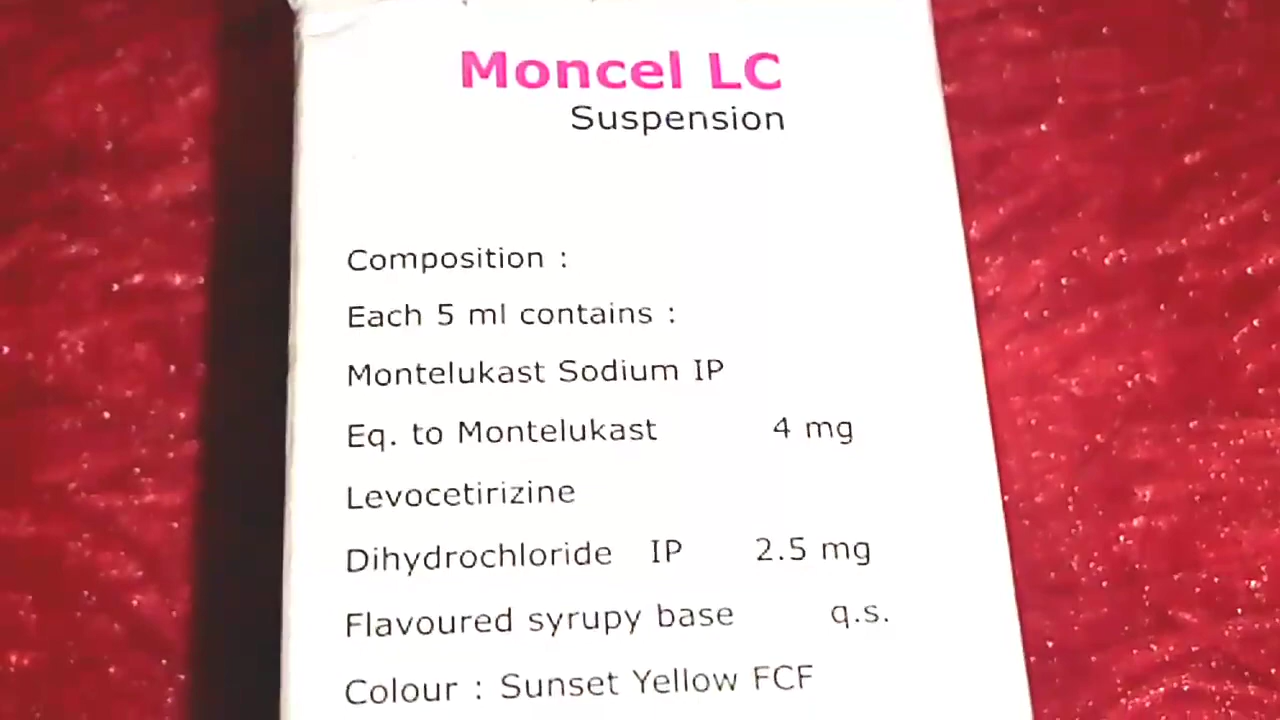 Moncel LC
Suspension
Composition :
Each 5 ml contains :
Montelukast Sodium IP
Eq. to Montelukast 4 mg
Levocetirizine
Dihydrochloride IP 2.5 mg
Flavoured syrupy base q.s.
Colour : Sunset Yellow FCF